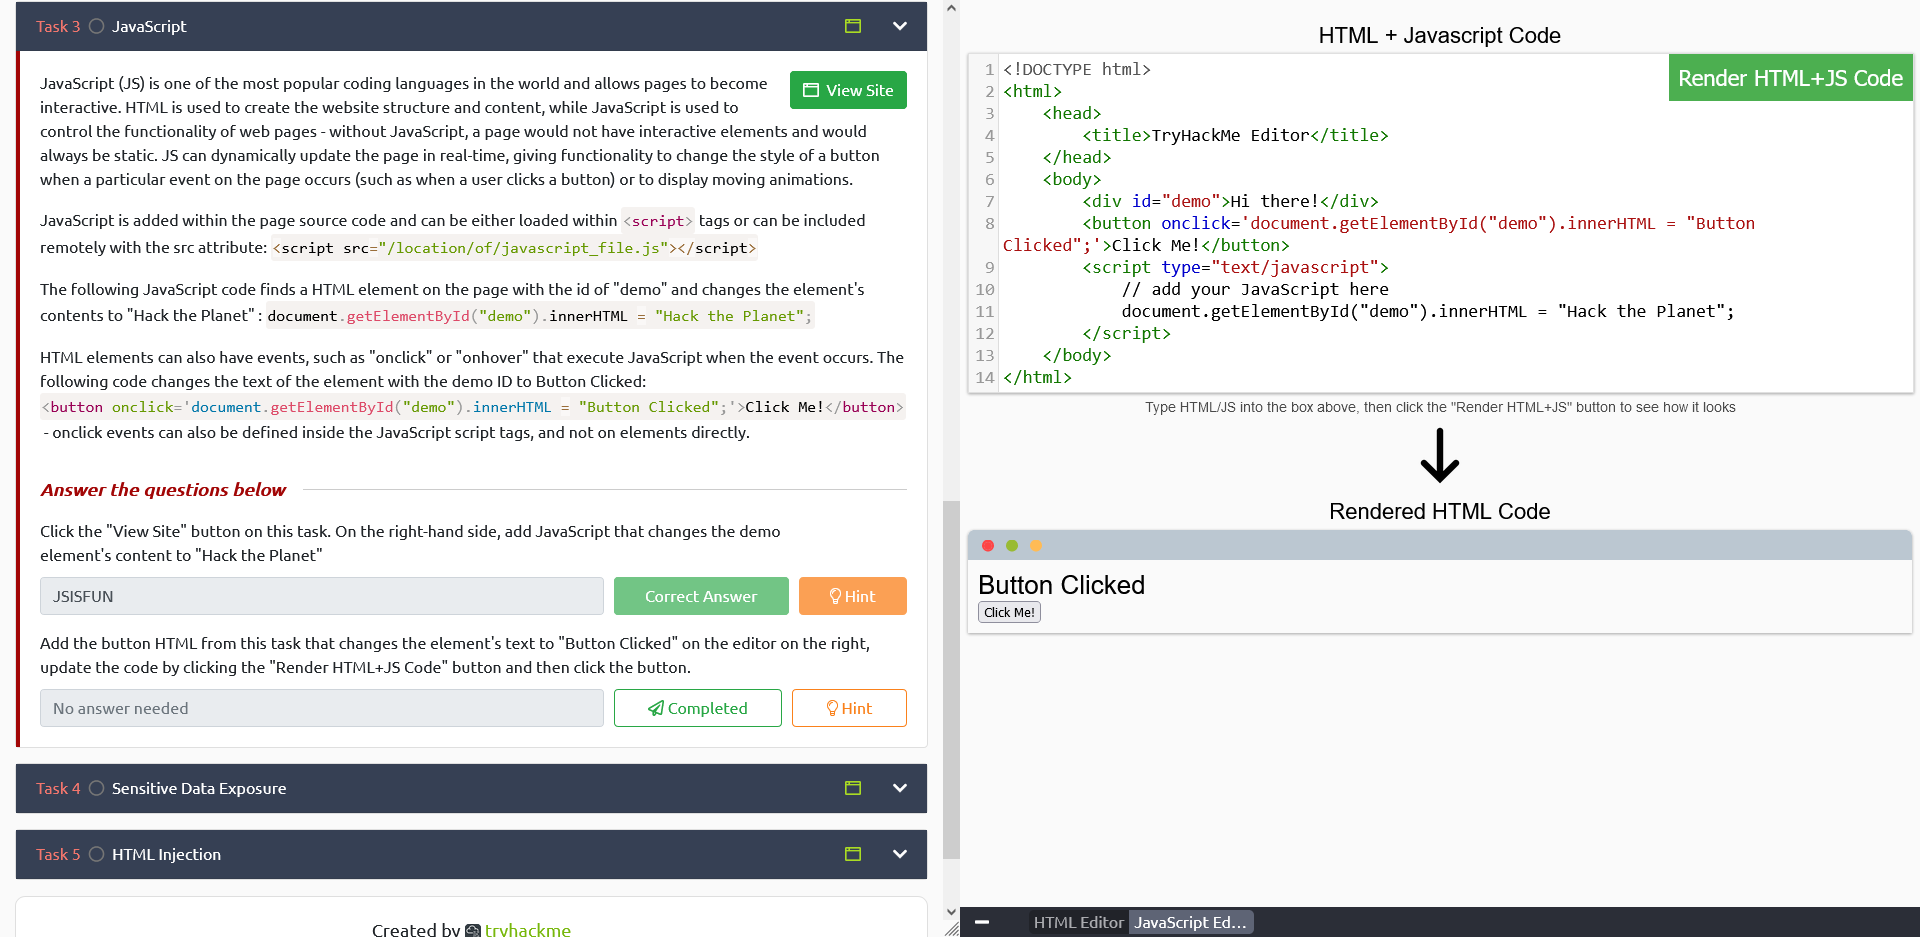 Task 3 JavaScript
JavaScript (JS) is one of the most popular coding languages in the world and allows pages to become
interactive. HTML is used to create the website structure and content, while JavaScript is used to
control the functionality of web pages - without JavaScript, a page would not have interactive elements and would
always be static. JS can dynamically update the page in real-time, giving functionality to change the style of a button
when a particular event on the page occurs (such as when a user clicks a button) or to display moving animations.
View Site
JavaScript is added within the page source code and can be either loaded within <script> tags or can be included
remotely with the src attribute: <script src="/location/of/javascript_file.js"></script>
The following JavaScript code finds a HTML element on the page with the id of "demo" and changes the element's
contents to "Hack the Planet" : document.getElementById("demo").innerHTML = "Hack the Planet";
HTML elements can also have events, such as "onclick" or "onhover" that execute JavaScript when the event occurs. The
following code changes the text of the element with the demo ID to Button Clicked:
<button onclick='document.getElementById("demo").innerHTML = "Button Clicked";'>Click Me!</button>
- onclick events can also be defined inside the JavaScript script tags, and not on elements directly.
Answer the questions below
Click the "View Site" button on this task. On the right-hand side, add JavaScript that changes the demo
element's content to "Hack the Planet"
JSISFUN Correct Answer Hint
Add the button HTML from this task that changes the element's text to "Button Clicked" on the editor on the right,
update the code by clicking the "Render HTML+JS Code" button and then click the button.
No answer needed Completed Hint
Task 4 Sensitive Data Exposure
Task 5 HTML Injection
Created by tryhackme
HTML + Javascript Code
Render HTML+JS Code
1 <!DOCTYPE html>
2 <html>
3 <head>
4 <title>TryHackMe Editor</title>
5 </head>
6 <body>
7 <div id="demo">Hi there!</div>
8 <button onclick='document.getElementById("demo").innerHTML = "Button
Clicked";'>Click Me!</button>
9 <script type="text/javascript">
10 // add your JavaScript here
11 document.getElementById("demo").innerHTML = "Hack the Planet";
12 </script>
13 </body>
14 </html>
Type HTML/JS into the box above, then click the "Render HTML+JS" button to see how it looks
Rendered HTML Code
Button Clicked
Click Me!
HTML Editor JavaScript Ed...